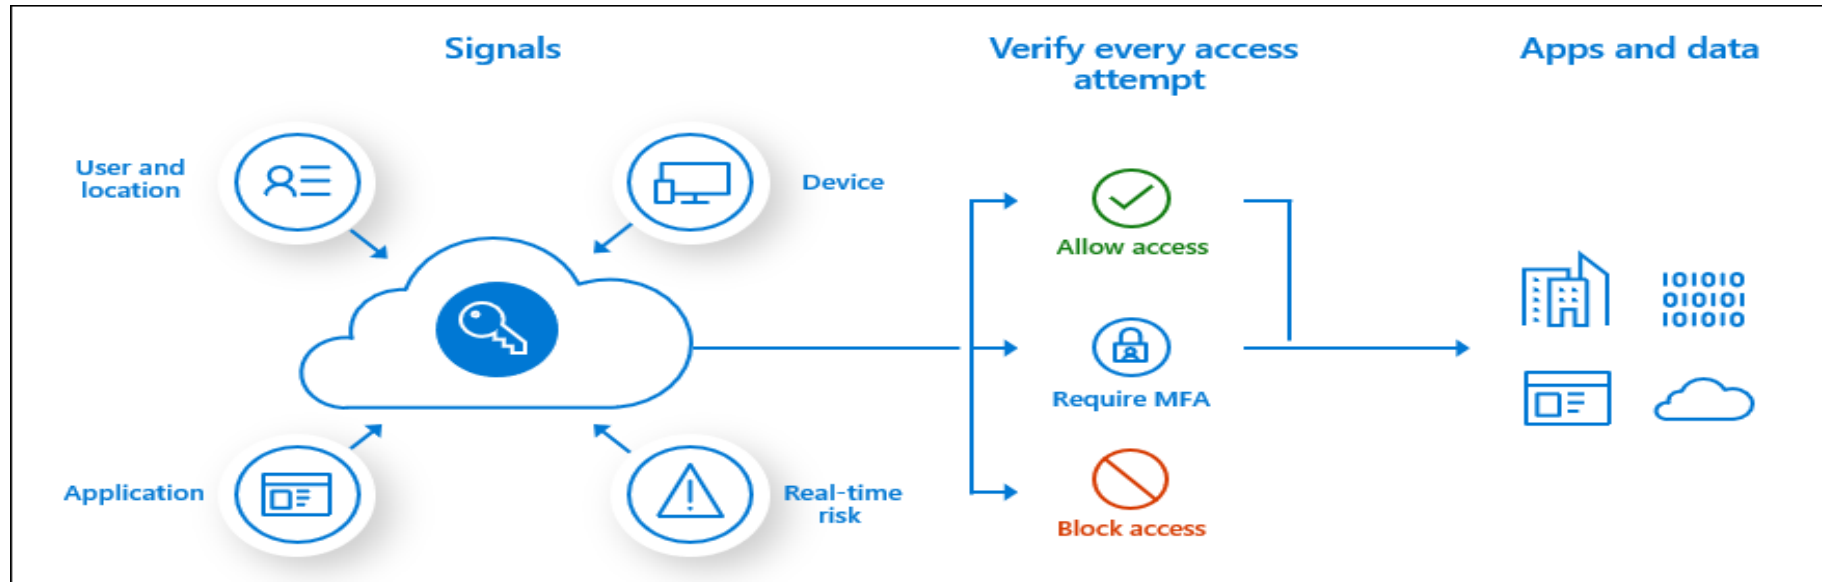 Signals
Verify every access
attempt
Apps and data
User and
location
Device
Application
Real-time
risk
Allow access
Require MFA
Block access
101010
010101
101010